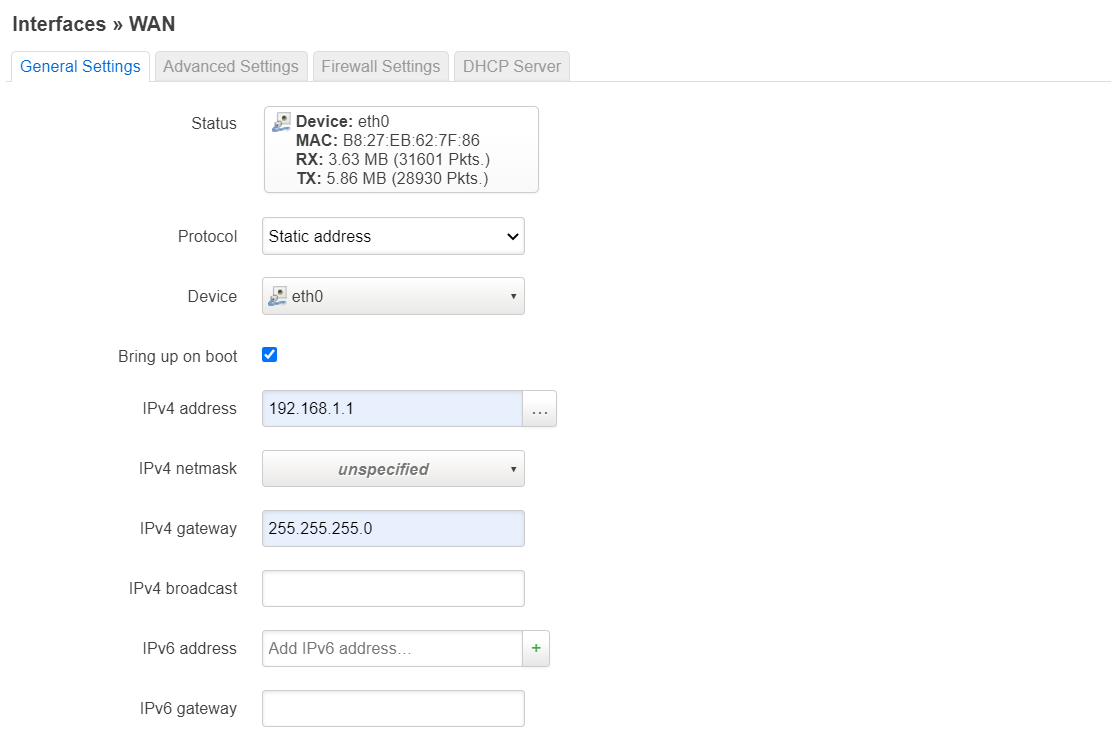 Interfaces » WAN
General Settings Advanced Settings Firewall Settings DHCP Server
Status
Device: eth0
MAC: B8:27:EB:62:7F:86
RX: 3.63 MB (31601 Pkts.)
TX: 5.86 MB (28930 Pkts.)
Protocol Static address
Device eth0
Bring up on boot
IPv4 address 192.168.1.1 ...
IPv4 netmask unspecified
IPv4 gateway 255.255.255.0
IPv4 broadcast
IPv6 address Add IPv6 address... +
IPv6 gateway